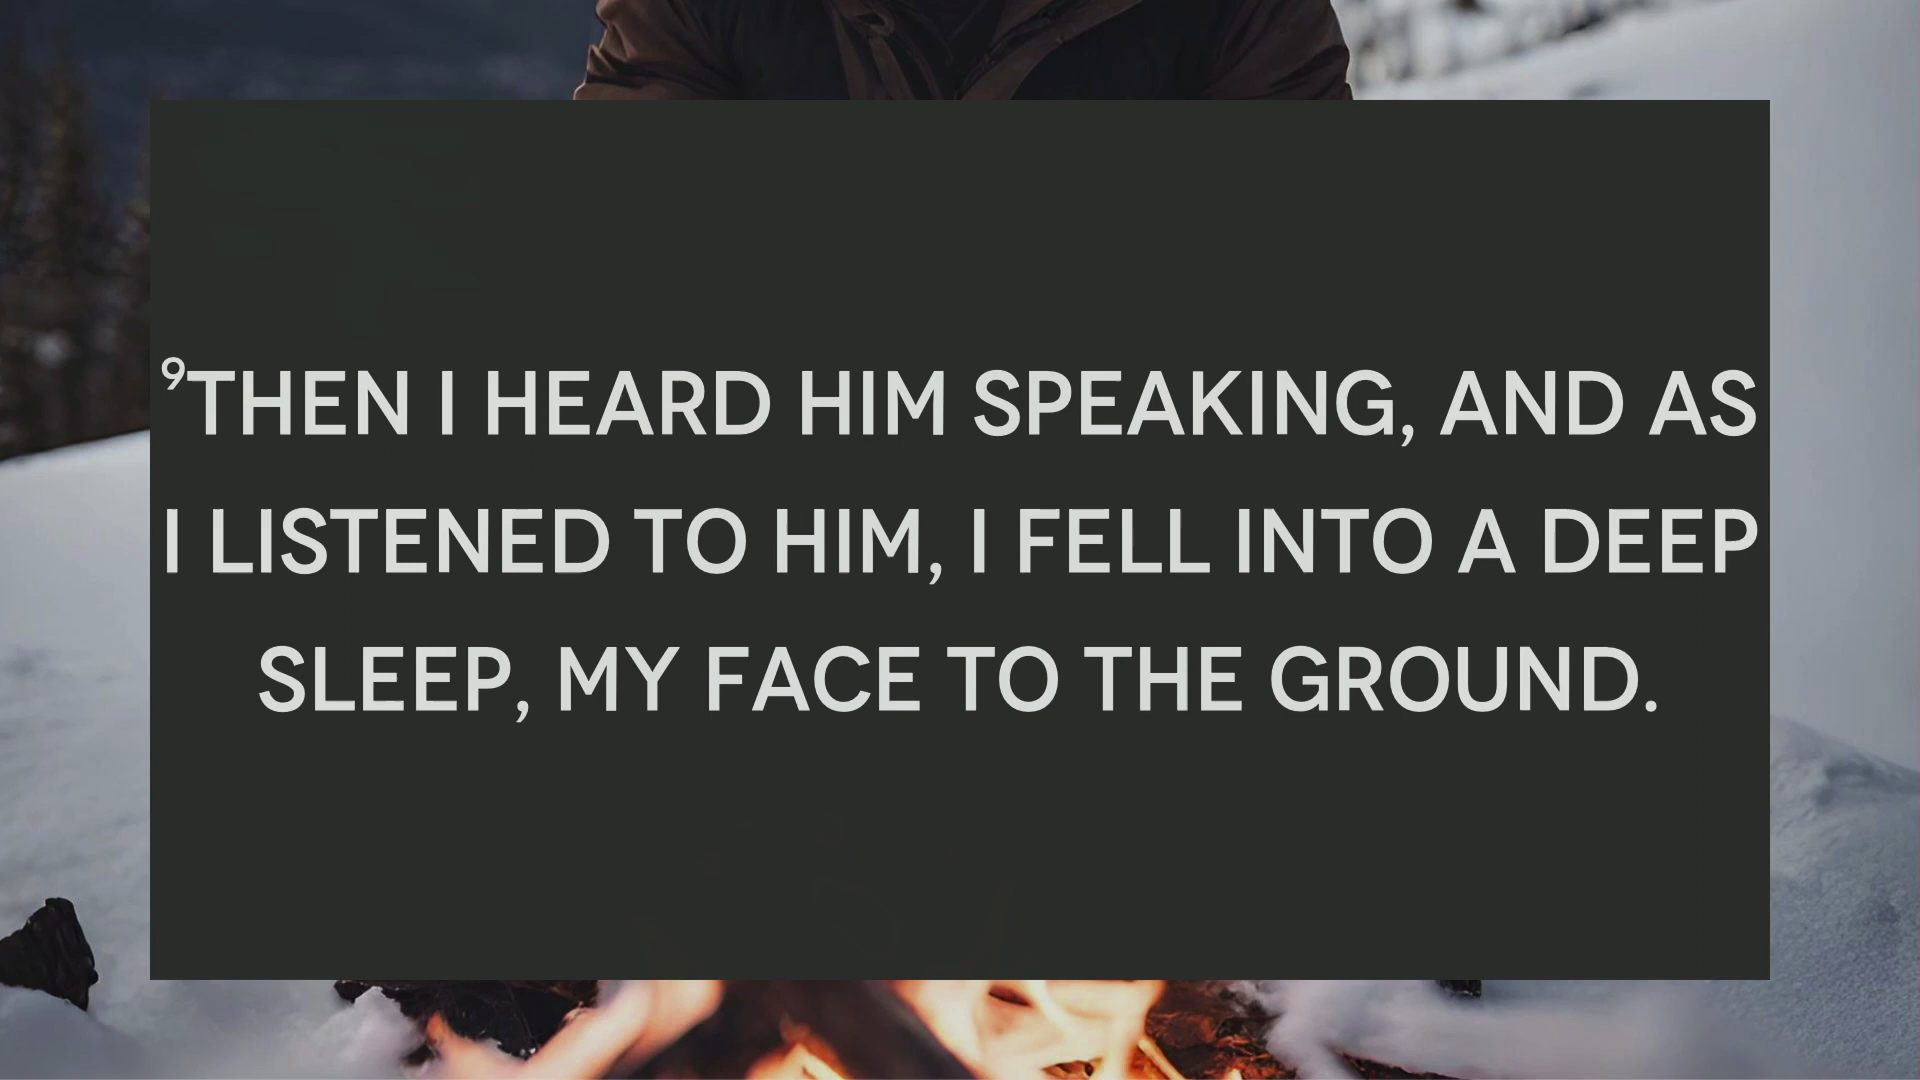 ⁹THEN I HEARD HIM SPEAKING, AND AS
I LISTENED TO HIM, I FELL INTO A DEEP
SLEEP, MY FACE TO THE GROUND.